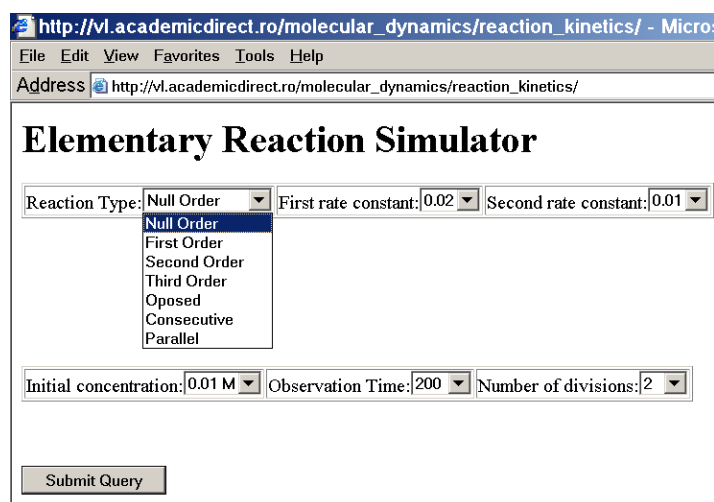 http://vl.academicdirect.ro/molecular_dynamics/reaction_kinetics/ - Micro
File Edit View Favorites Tools Help
Address http://vl.academicdirect.ro/molecular_dynamics/reaction_kinetics/
Elementary Reaction Simulator
Reaction Type: Null Order First rate constant: 0.02 Second rate constant: 0.01
Null Order
First Order
Second Order
Third Order
Oposed
Consecutive
Parallel
Initial concentration: 0.01 M Observation Time: 200 Number of divisions: 2
Submit Query